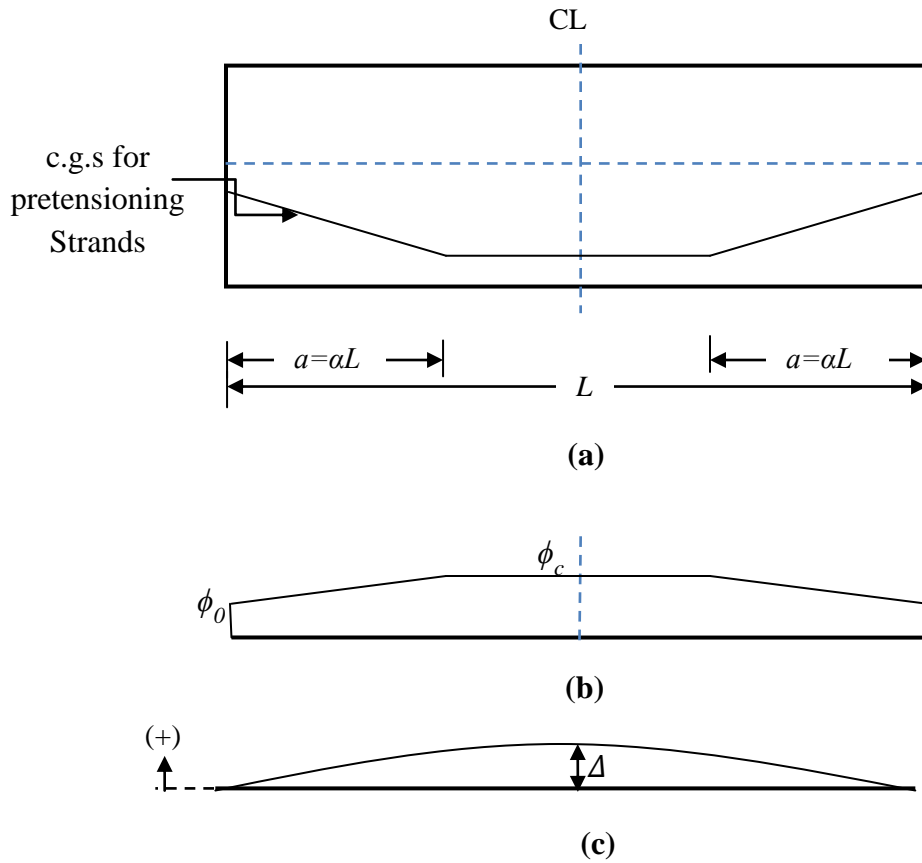 CL
c.g.s for
pretensioning
Strands
a=αL
a=αL
L
(a)
ϕc
ϕ0
(b)
(+)
Δ
(c)